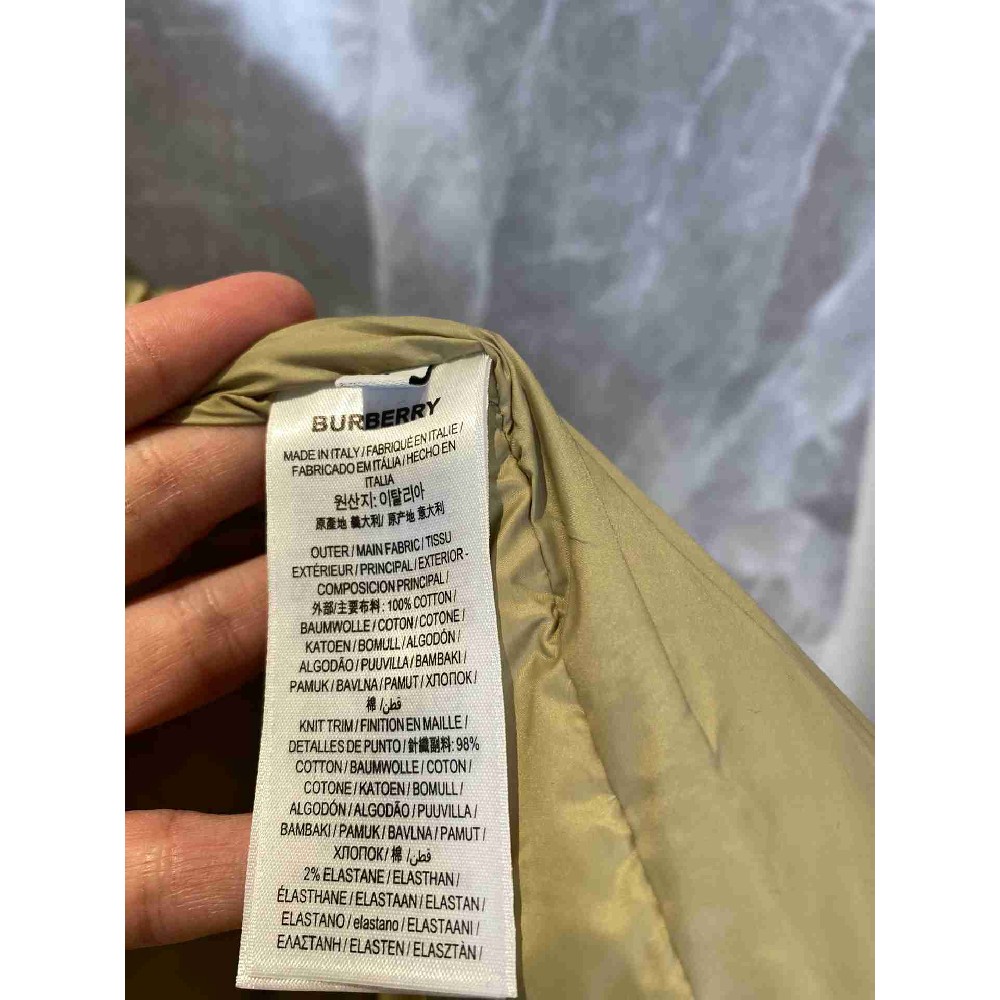 BURBERRY
MADE IN ITALY / FABRIQUÉ EN ITALIE /
FABRICADO EM ITÁLIA / HECHO EN
ITALIA
원산지: 이탈리아
原產地 義大利/ 原产地 意大利
OUTER / MAIN FABRIC / TISSU
EXTÉRIEUR / PRINCIPAL / EXTERIOR -
COMPOSICION PRINCIPAL /
外部/主要布料: 100% COTTON /
BAUMWOLLE / COTON / COTONE /
KATOEN / BOMULL / ALGODÓN /
ALGODÃO / PUUVILLA / BAMBAKI /
PAMUK / BAVLNA / PAMUT / ХЛОПОК /
棉 /قطن/
KNIT TRIM / FINITION EN MAILLE /
DETALLES DE PUNTO / 針織副料: 98%
COTTON / BAUMWOLLE / COTON /
COTONE / KATOEN / BOMULL /
ALGODÓN / ALGODÃO / PUUVILLA /
BAMBAKI / PAMUK / BAVLNA / PAMUT /
ХЛОПОК / 棉 /قطن/
2% ELASTANE / ELASTHAN /
ÉLASTHANE / ELASTAAN / ELASTAN /
ELASTANO / elastano / ELASTAANI /
ΕΛΑΣΤΑΝΗ / ELASTEN / ELASZTÀN /